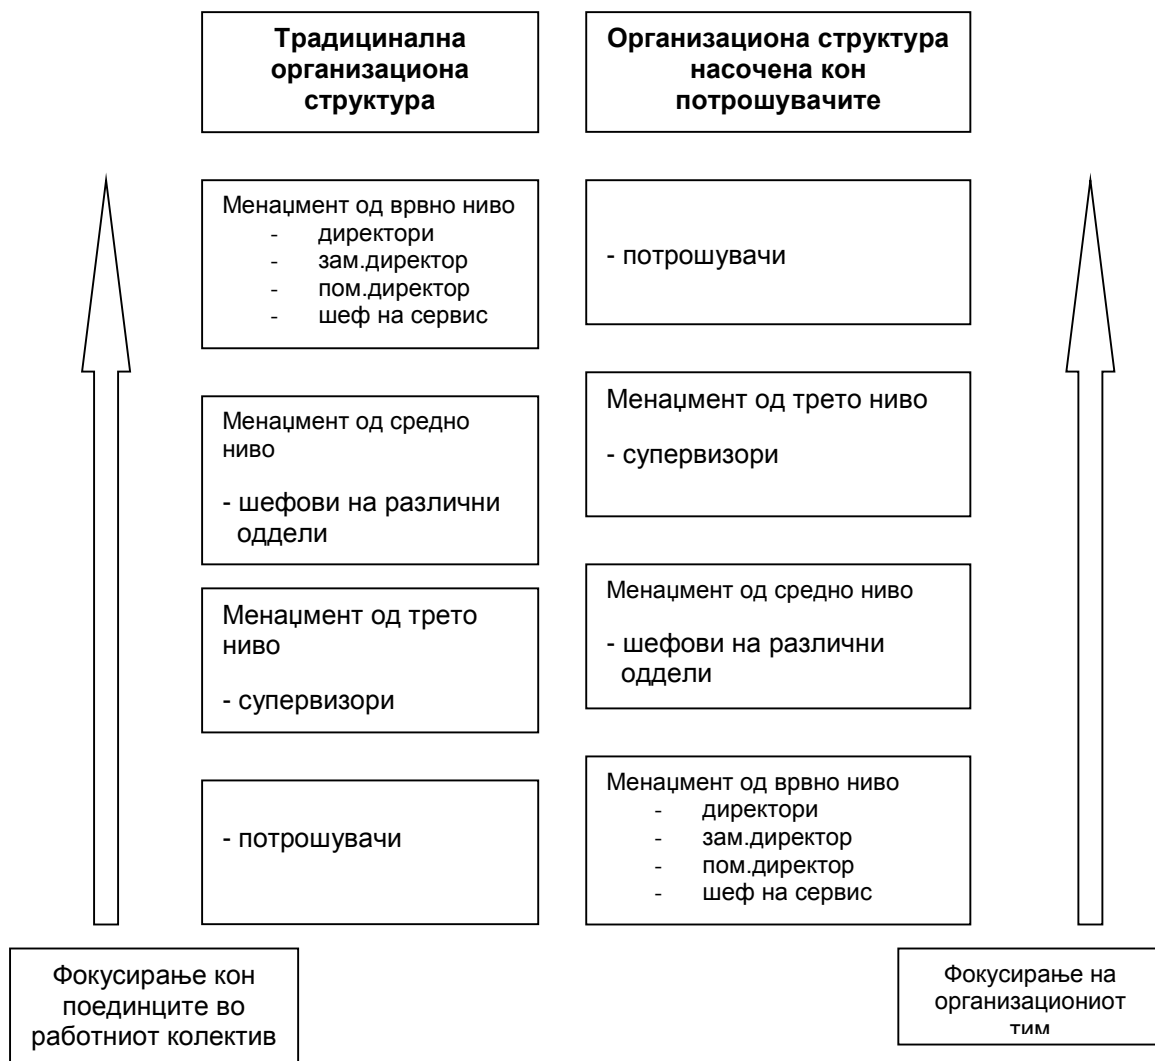 Традицинална
организациона
структура
Организациона структура
насочена кон
потрошувачите
Менаџмент од врвно ниво
- директори
- зам.директор
- пом.директор
- шеф на сервис
- потрошувачи
Менаџмент од средно
ниво
- шефови на различни
оддели
Менаџмент од трето ниво
- супервизори
Менаџмент од трето
ниво
- супервизори
Менаџмент од средно ниво
- шефови на различни
оддели
- потрошувачи
Менаџмент од врвно ниво
- директори
- зам.директор
- пом.директор
- шеф на сервис
Фокусирање кон
поединците во
работниот колектив
Фокусирање на
организациониот
тим